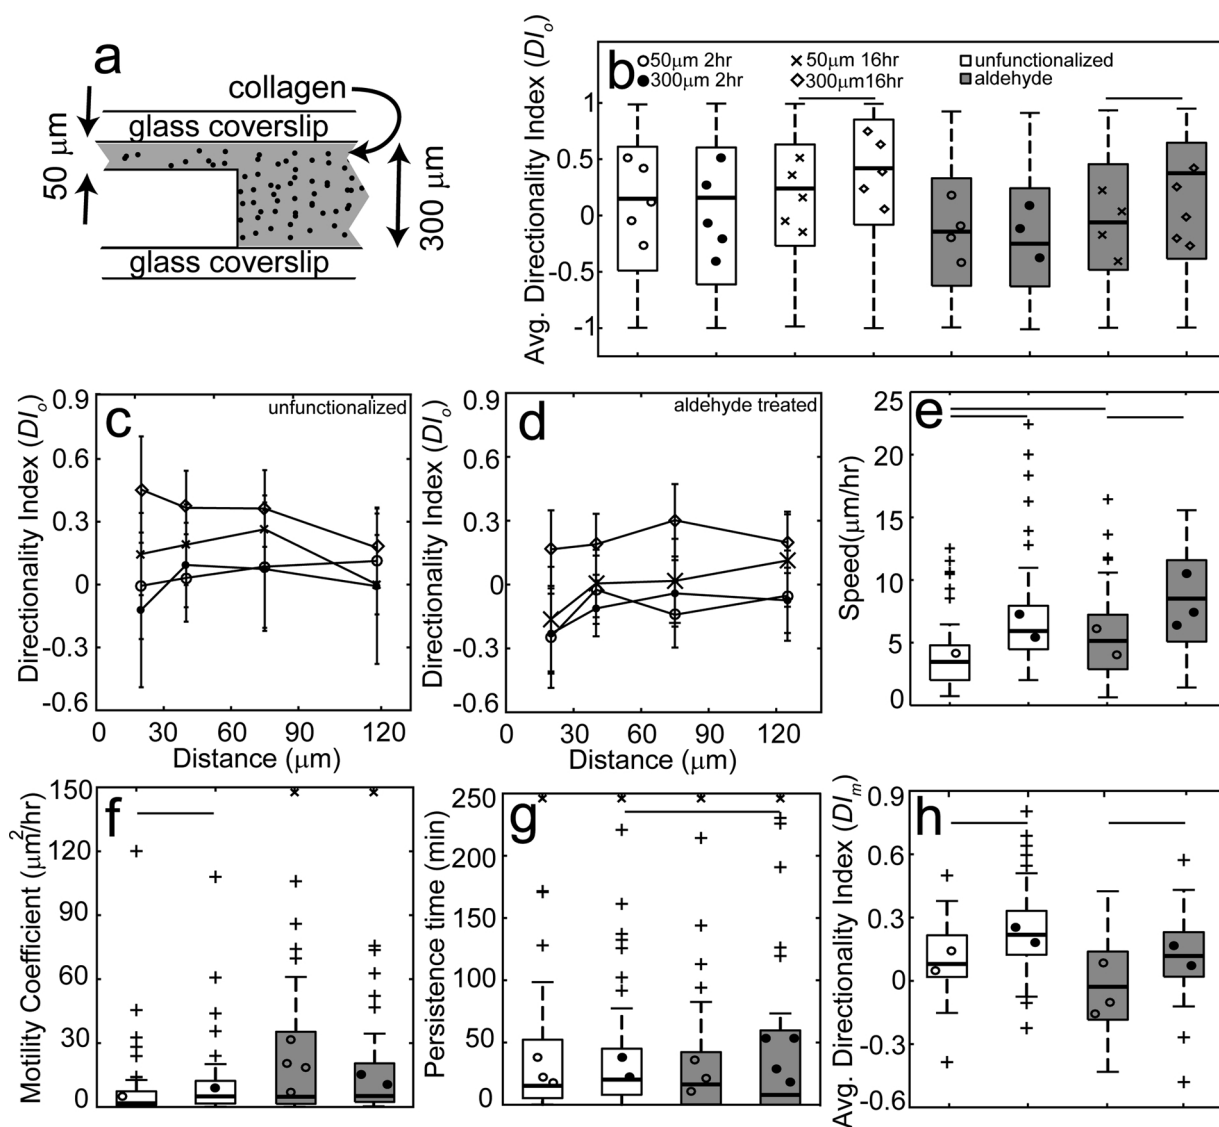 a
collagen
glass coverslip
50 μm
300 μm
glass coverslip
b
50μm 2hr
300μm 2hr
50μm 16hr
300μm16hr
unfunctionalized
aldehyde
Avg. Directionality Index (DIo)
1
0.5
0
-0.5
-1
c
unfunctionalized
Directionality Index (DIo)
0.9
0.6
0.3
0
-0.3
-0.6
0 30 60 90 120
Distance (μm)
d
aldehyde treated
Directionality Index (DIo)
0.9
0.6
0.3
0
-0.3
-0.6
0 30 60 90 120
Distance (μm)
e
Speed(μm/hr)
25
20
15
10
5
0
f
Motility Coefficient (μm2/hr)
150
120
90
60
30
0
g
Persistence time (min)
250
200
150
100
50
0
h
Avg. Directionality Index (DIm)
0.9
0.6
0.3
0
-0.3
-0.6